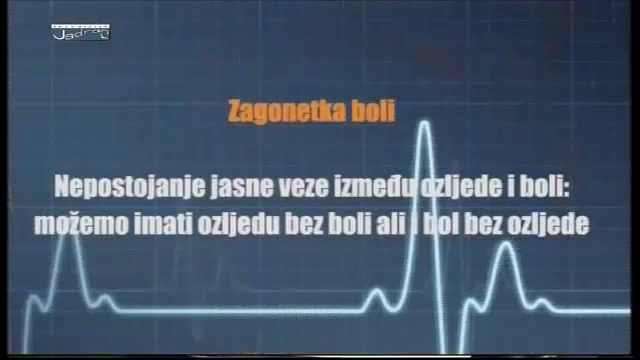 Jadran
Zagonetka boli
Nepostojanje jasne veze između ozljede i boli:
možemo imati ozljedu bez boli ali i bol bez ozljede